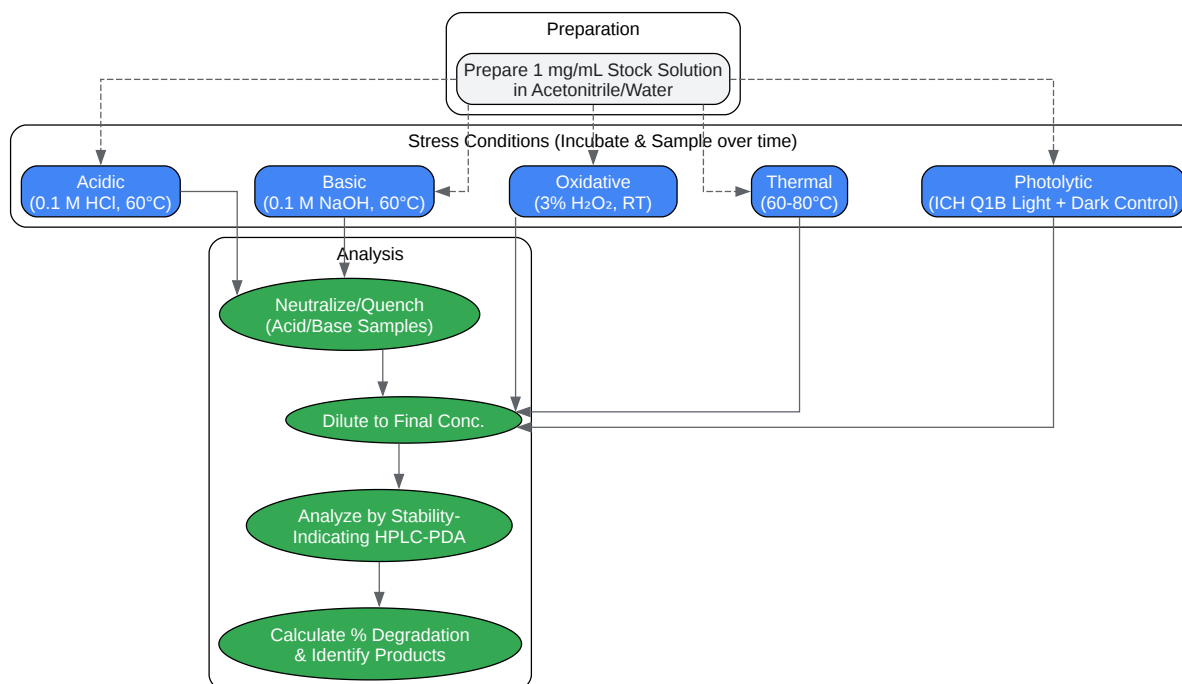 Preparation
Prepare 1 mg/mL Stock Solution
in Acetonitrile/Water
Stress Conditions (Incubate & Sample over time)
Acidic
(0.1 M HCl, 60°C)
Basic
(0.1 M NaOH, 60°C)
Oxidative
(3% H₂O₂, RT)
Thermal
(60-80°C)
Photolytic
(ICH Q1B Light + Dark Control)
Analysis
Neutralize/Quench
(Acid/Base Samples)
Dilute to Final Conc.
Analyze by Stability-
Indicating HPLC-PDA
Calculate % Degradation
& Identify Products